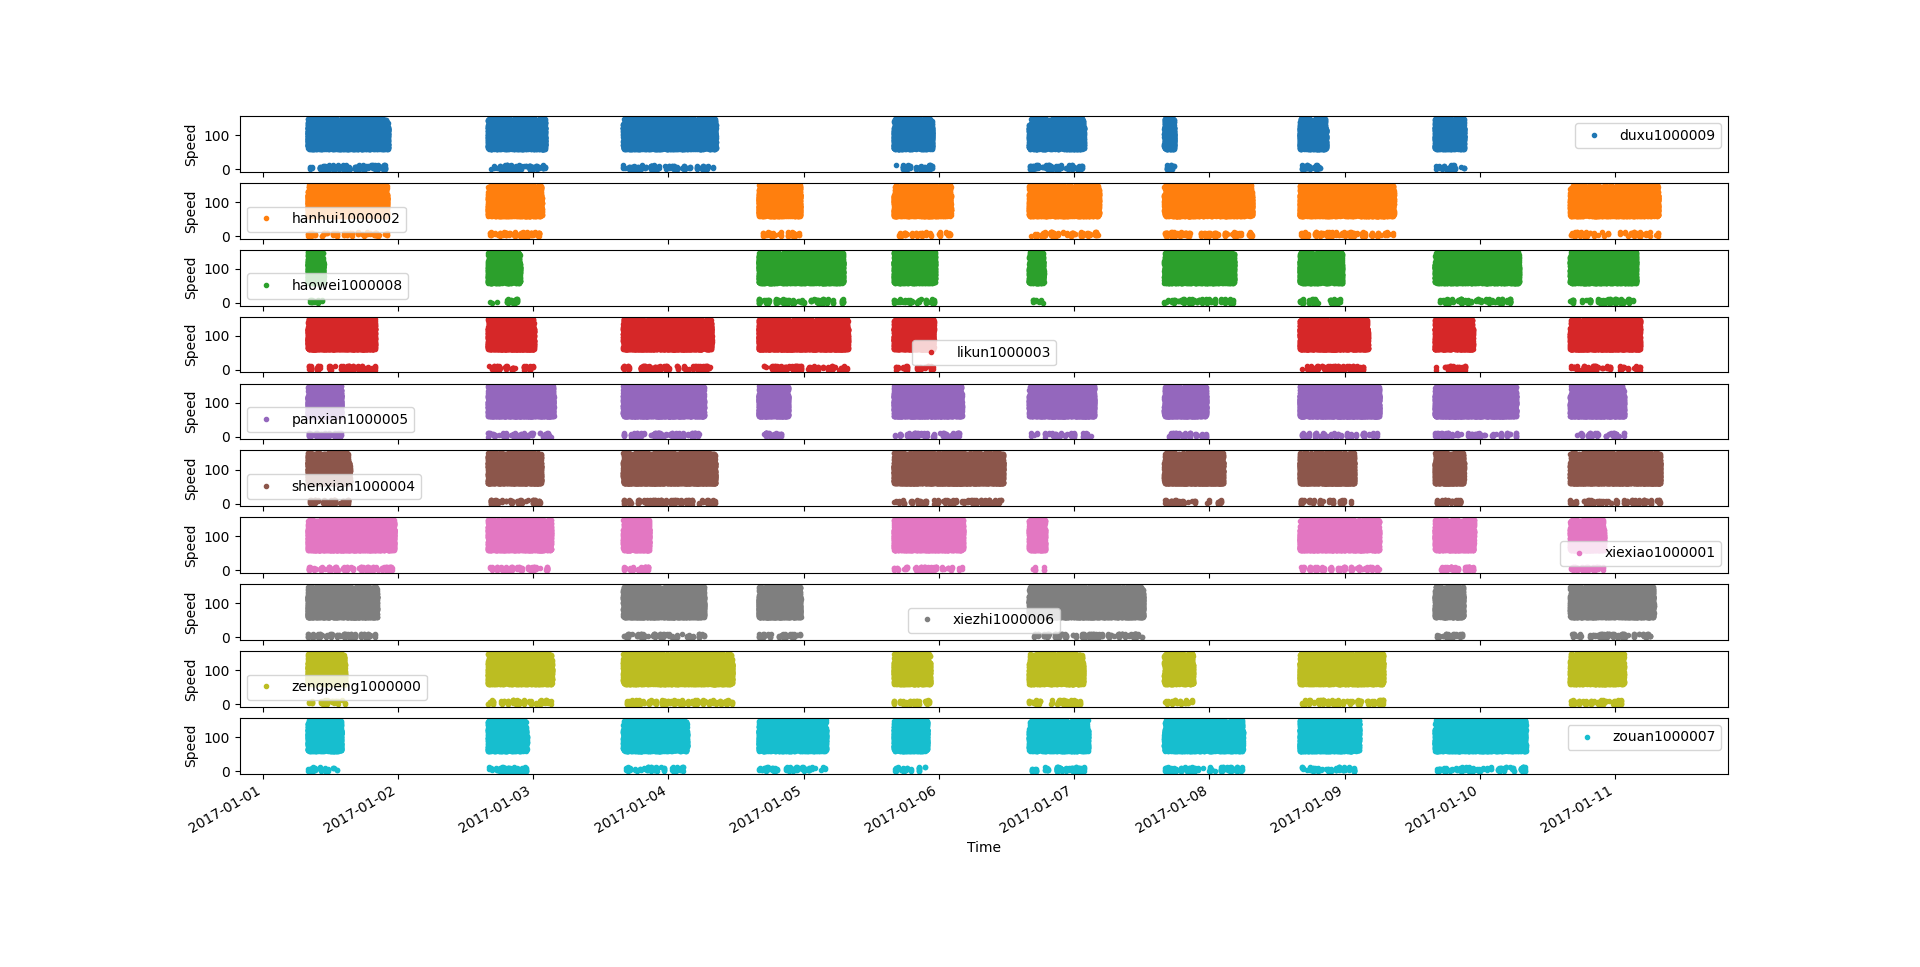 Speed
100
0
duxu1000009
Speed
100
0
hanhui1000002
Speed
100
0
haowei1000008
Speed
100
0
likun1000003
Speed
100
0
panxian1000005
Speed
100
0
shenxian1000004
Speed
100
0
xiexiao1000001
Speed
100
0
xiezhi1000006
Speed
100
0
zengpeng1000000
Speed
100
0
zouan1000007
2017-01-01
2017-01-02
2017-01-03
2017-01-04
2017-01-05
2017-01-06
2017-01-07
2017-01-08
2017-01-09
2017-01-10
2017-01-11
Time